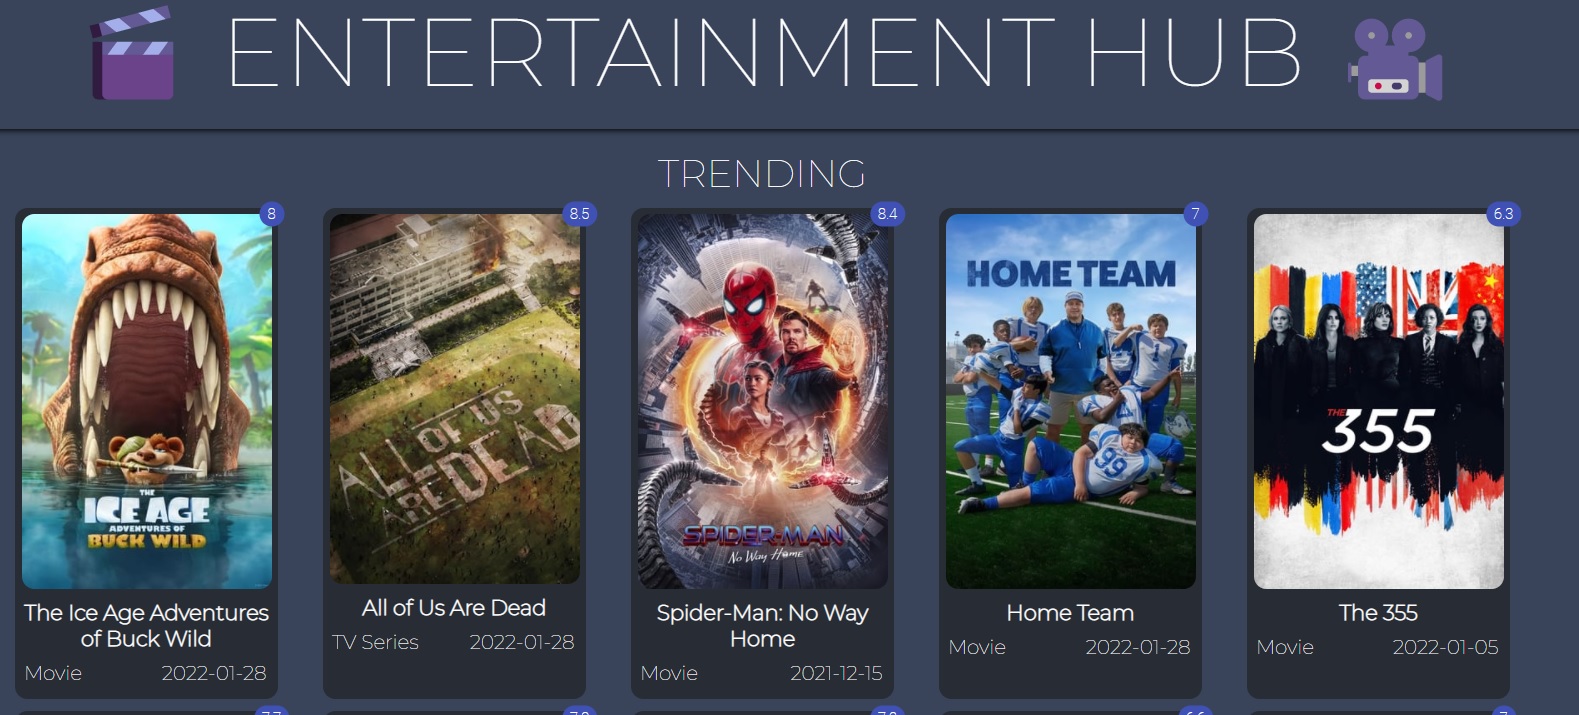 ENTERTAINMENT HUB
TRENDING
8
THE
ICE AGE
ADVENTURES OF
BUCK WILD
The Ice Age Adventures
of Buck Wild
Movie 2022-01-28
8.5
ALL OF US
ARE DEAD
All of Us Are Dead
TV Series 2022-01-28
8.4
SPIDER-MAN
No Way Home
Spider-Man: No Way
Home
Movie 2021-12-15
7
HOME TEAM
1
99
Home Team
Movie 2022-01-28
6.3
THE
355
The 355
Movie 2022-01-05